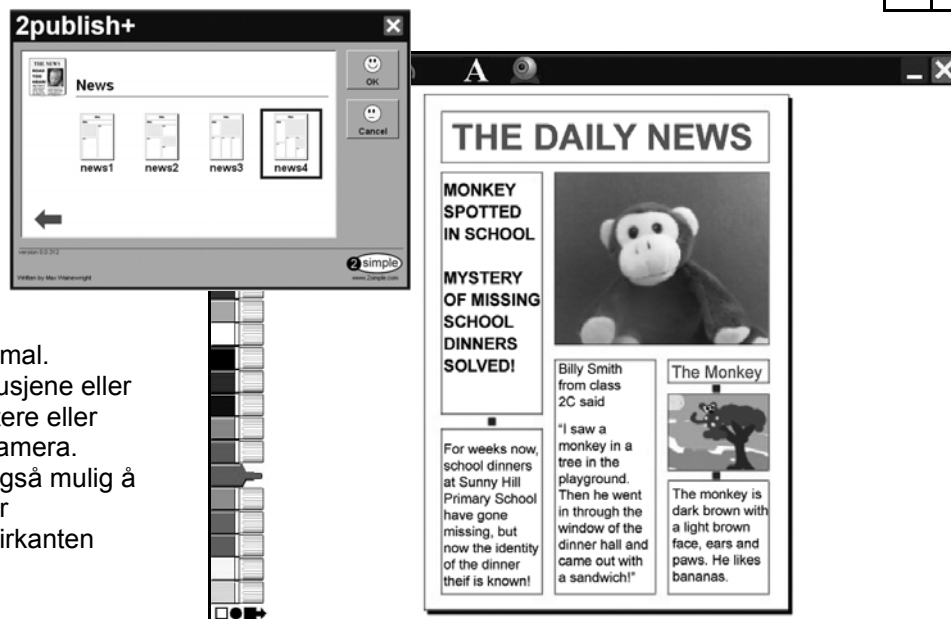 2publish+
News
OK
Cancel
news1
news2
news3
news4
2simple
www.2simple.com
Written by Max Wainewright
A
THE DAILY NEWS
MONKEY
SPOTTED
IN SCHOOL
MYSTERY
OF MISSING
SCHOOL
DINNERS
SOLVED!
For weeks now,
school dinners
at Sunny Hill
Primary School
have gone
missing, but
now the identity
of the dinner
theif is known!
Billy Smith
from class
2C said
“I saw a
monkey in a
tree in the
playground.
Then he went
in through the
window of the
dinner hall and
came out with
a sandwich!”
The Monkey
The monkey is
dark brown with
a light brown
face, ears and
paws. He likes
bananas.
mal.
usjene eller
tere eller
amera.
gså mulig å
r
irkanten